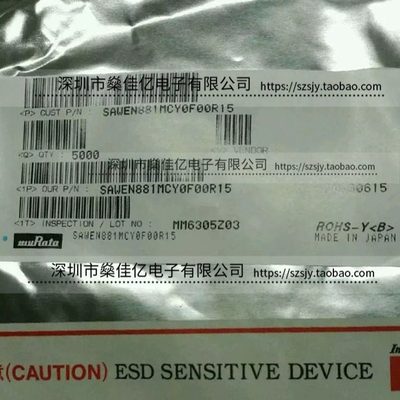 深圳市燊佳亿电子有限公司 https://szsjy.taobao.com
<P> CUST P/N : SAWEN881MCY0F00R15
<Q> QTY : 5000 <V> VENDOR
深圳市燊佳亿电子有限公司 https://szsjy.taobao.com
<1P> OUR P/N : SAWEN881MCY0F00R15 0615
<1T> INSPECTION / LOT NO : MM6305Z03 ROHS-Y<B>
muRata SAWEN881MCY0F00R15 MADE IN JAPAN
深圳市燊佳亿电子有限公司 https://szsjy.taobao.com
(CAUTION) ESD SENSITIVE DEVICE